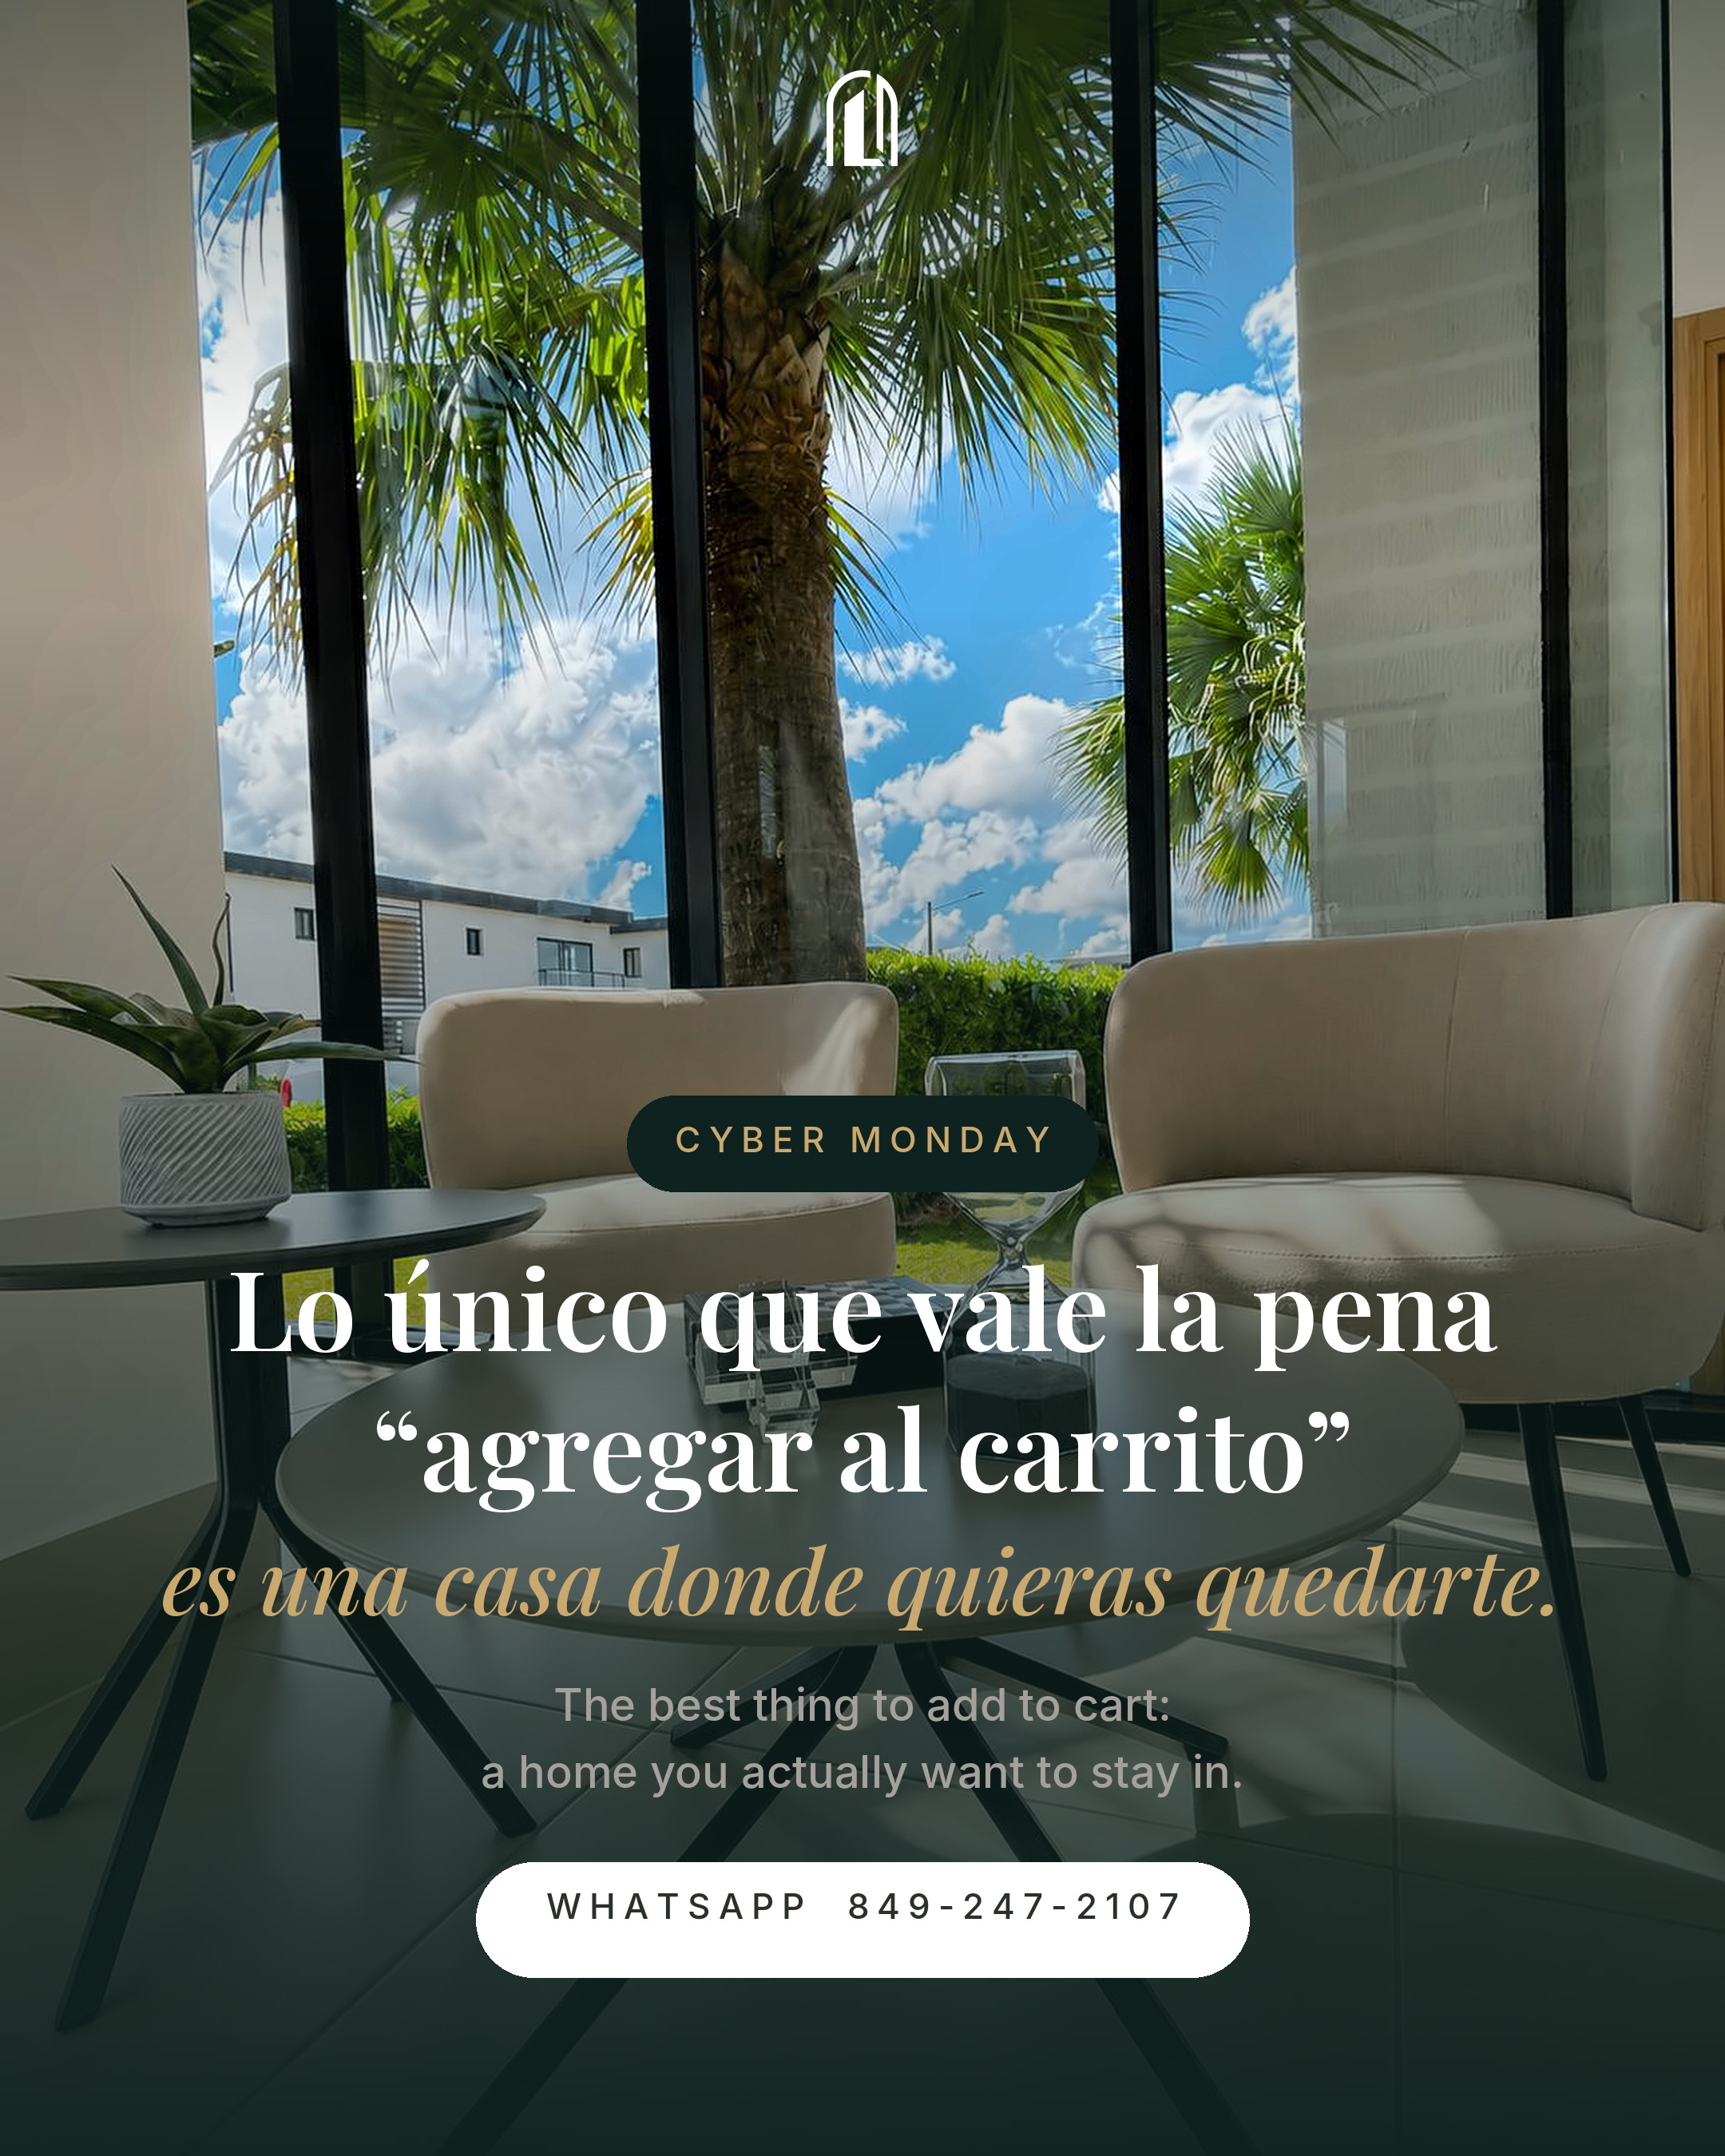 CYBER MONDAY
Lo único que vale la pena
“agregar al carrito”
es una casa donde quieras quedarte.
The best thing to add to cart:
a home you actually want to stay in.
WHATSAPP 849-247-2107